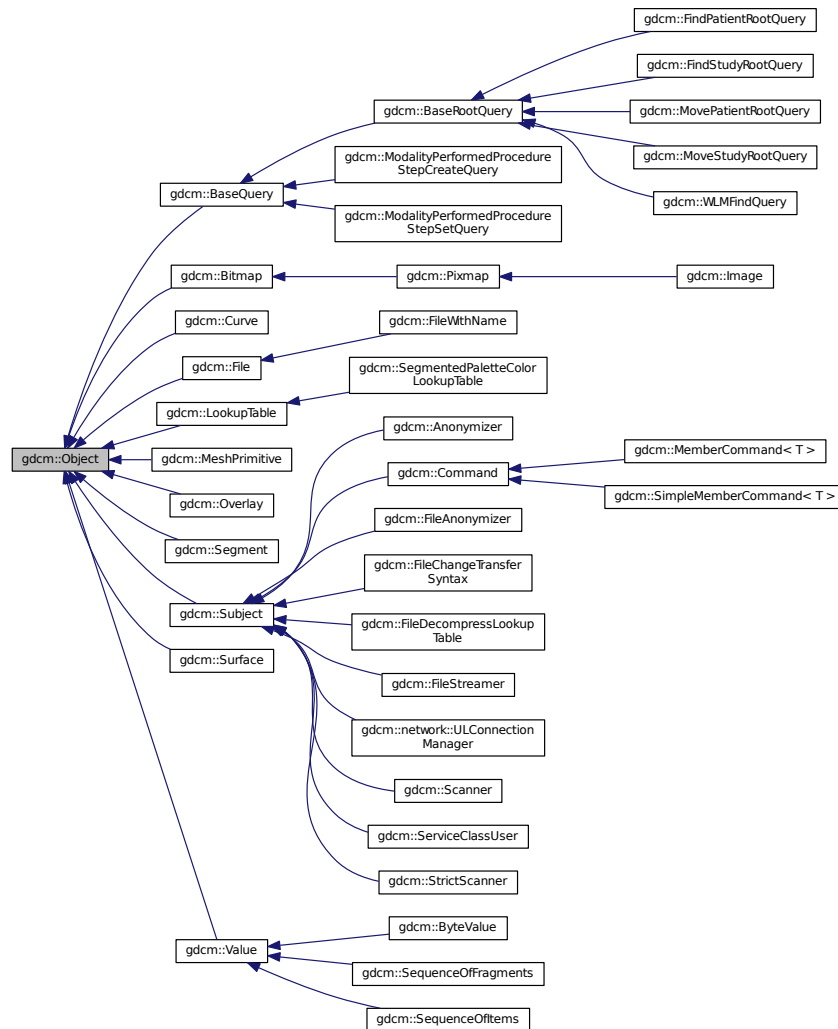 gdcm::FindPatientRootQuery
gdcm::FindStudyRootQuery
gdcm::BaseRootQuery
gdcm::MovePatientRootQuery
gdcm::MoveStudyRootQuery
gdcm::ModalityPerformedProcedure
StepCreateQuery
gdcm::BaseQuery
gdcm::WLMFindQuery
gdcm::ModalityPerformedProcedure
StepSetQuery
gdcm::Bitmap
gdcm::Pixmap
gdcm::Image
gdcm::Curve
gdcm::FileWithName
gdcm::File
gdcm::SegmentedPaletteColor
LookupTable
gdcm::LookupTable
gdcm::Anonymizer
gdcm::Object
gdcm::MeshPrimitive
gdcm::MemberCommand< T >
gdcm::Command
gdcm::SimpleMemberCommand< T >
gdcm::Overlay
gdcm::FileAnonymizer
gdcm::Segment
gdcm::FileChangeTransfer
Syntax
gdcm::Subject
gdcm::FileDecompressLookup
Table
gdcm::Surface
gdcm::FileStreamer
gdcm::network::ULConnection
Manager
gdcm::Scanner
gdcm::ServiceClassUser
gdcm::StrictScanner
gdcm::ByteValue
gdcm::Value
gdcm::SequenceOfFragments
gdcm::SequenceOfItems